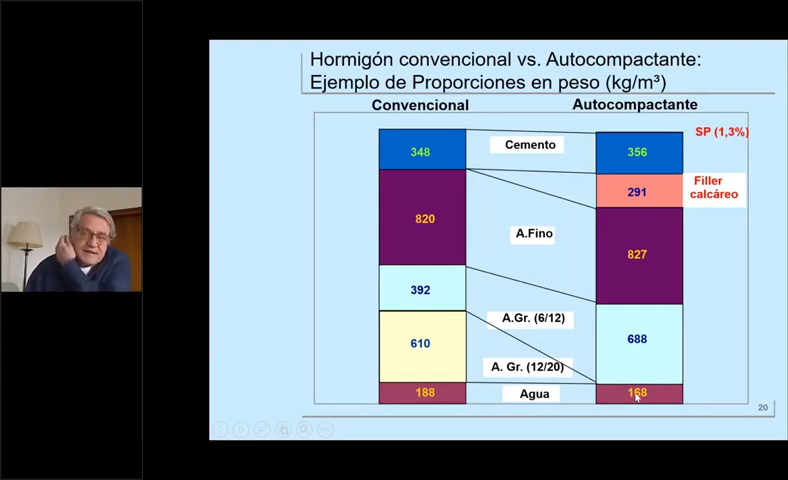 Hormigón convencional vs. Autocompactante:
Ejemplo de Proporciones en peso (kg/m³)
Convencional
Autocompactante
SP (1,3%)
348
Cemento
356
291
Filler
calcáreo
820
A.Fino
827
392
A.Gr. (6/12)
610
688
A. Gr. (12/20)
188
Agua
168
20